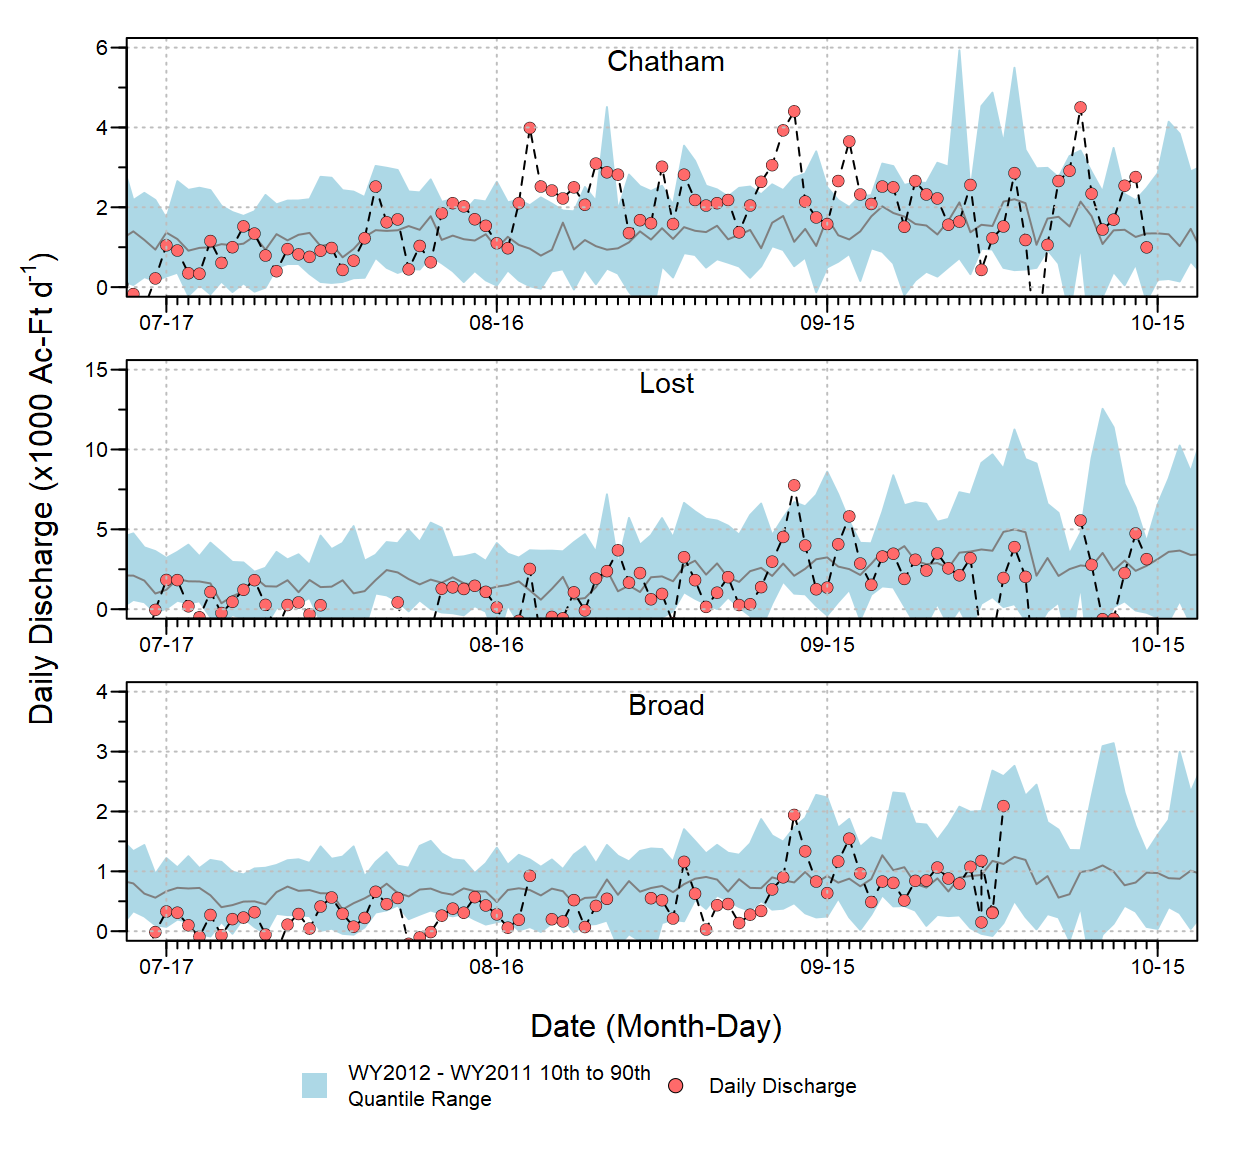 Chatham
6
4
2
0
07-17 08-16 09-15 10-15
Lost
15
10
5
0
07-17 08-16 09-15 10-15
Broad
4
3
2
1
0
07-17 08-16 09-15 10-15
Daily Discharge (x1000 Ac-Ft d⁻¹)
Date (Month-Day)
WY2012 - WY2011 10th to 90th
Quantile Range
Daily Discharge